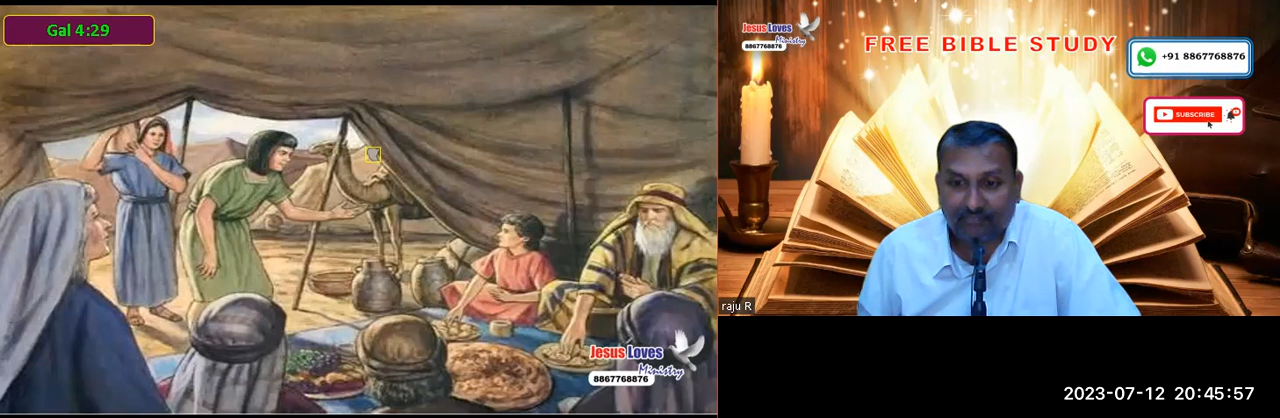 Gal 4:29
Jesus Loves
Ministry
8867768876
Jesus Loves
Ministry
8867768876
FREE BIBLE STUDY
+91 8867768876
SUBSCRIBE
raju R
2023-07-12 20:45:57